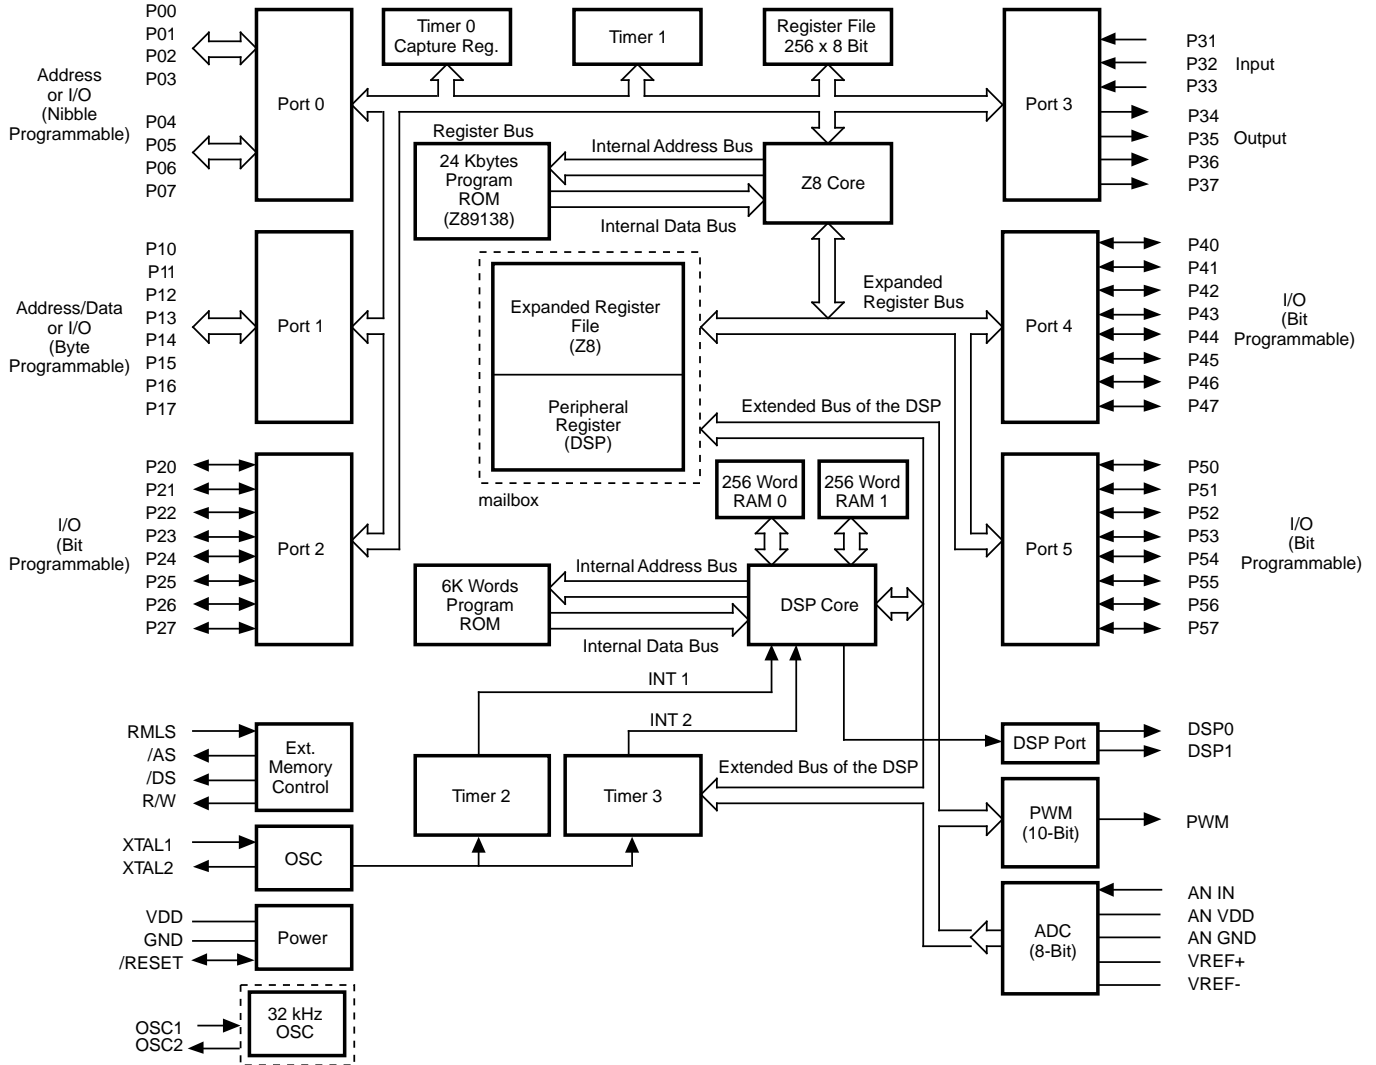 P00
P01
P02
P03
Address
or I/O
(Nibble
Programmable)
P04
P05
P06
P07
Port 0
Timer 0
Capture Reg.
Timer 1
Register File
256 x 8 Bit
Port 3
P31
P32
P33
Input
P34
P35
P36
P37
Output
Register Bus
24 Kbytes
Program
ROM
(Z89138)
Internal Address Bus
Internal Data Bus
Z8 Core
P10
P11
P12
P13
P14
P15
P16
P17
Address/Data
or I/O
(Byte
Programmable)
Port 1
Expanded Register
File
(Z8)
Peripheral
Register
(DSP)
mailbox
Expanded
Register Bus
Port 4
P40
P41
P42
P43
P44
P45
P46
P47
I/O
(Bit
Programmable)
Extended Bus of the DSP
P20
P21
P22
P23
P24
P25
P26
P27
I/O
(Bit
Programmable)
Port 2
256 Word
RAM 0
256 Word
RAM 1
Port 5
P50
P51
P52
P53
P54
P55
P56
P57
I/O
(Bit
Programmable)
6K Words
Program
ROM
Internal Address Bus
Internal Data Bus
DSP Core
INT 1
INT 2
RMLS
/AS
/DS
R/W
Ext.
Memory
Control
Timer 2
Timer 3
Extended Bus of the DSP
DSP Port
DSP0
DSP1
PWM
(10-Bit)
PWM
XTAL1
XTAL2
OSC
ADC
(8-Bit)
AN IN
AN VDD
AN GND
VREF+
VREF-
VDD
GND
/RESET
Power
OSC1
OSC2
32 kHz
OSC